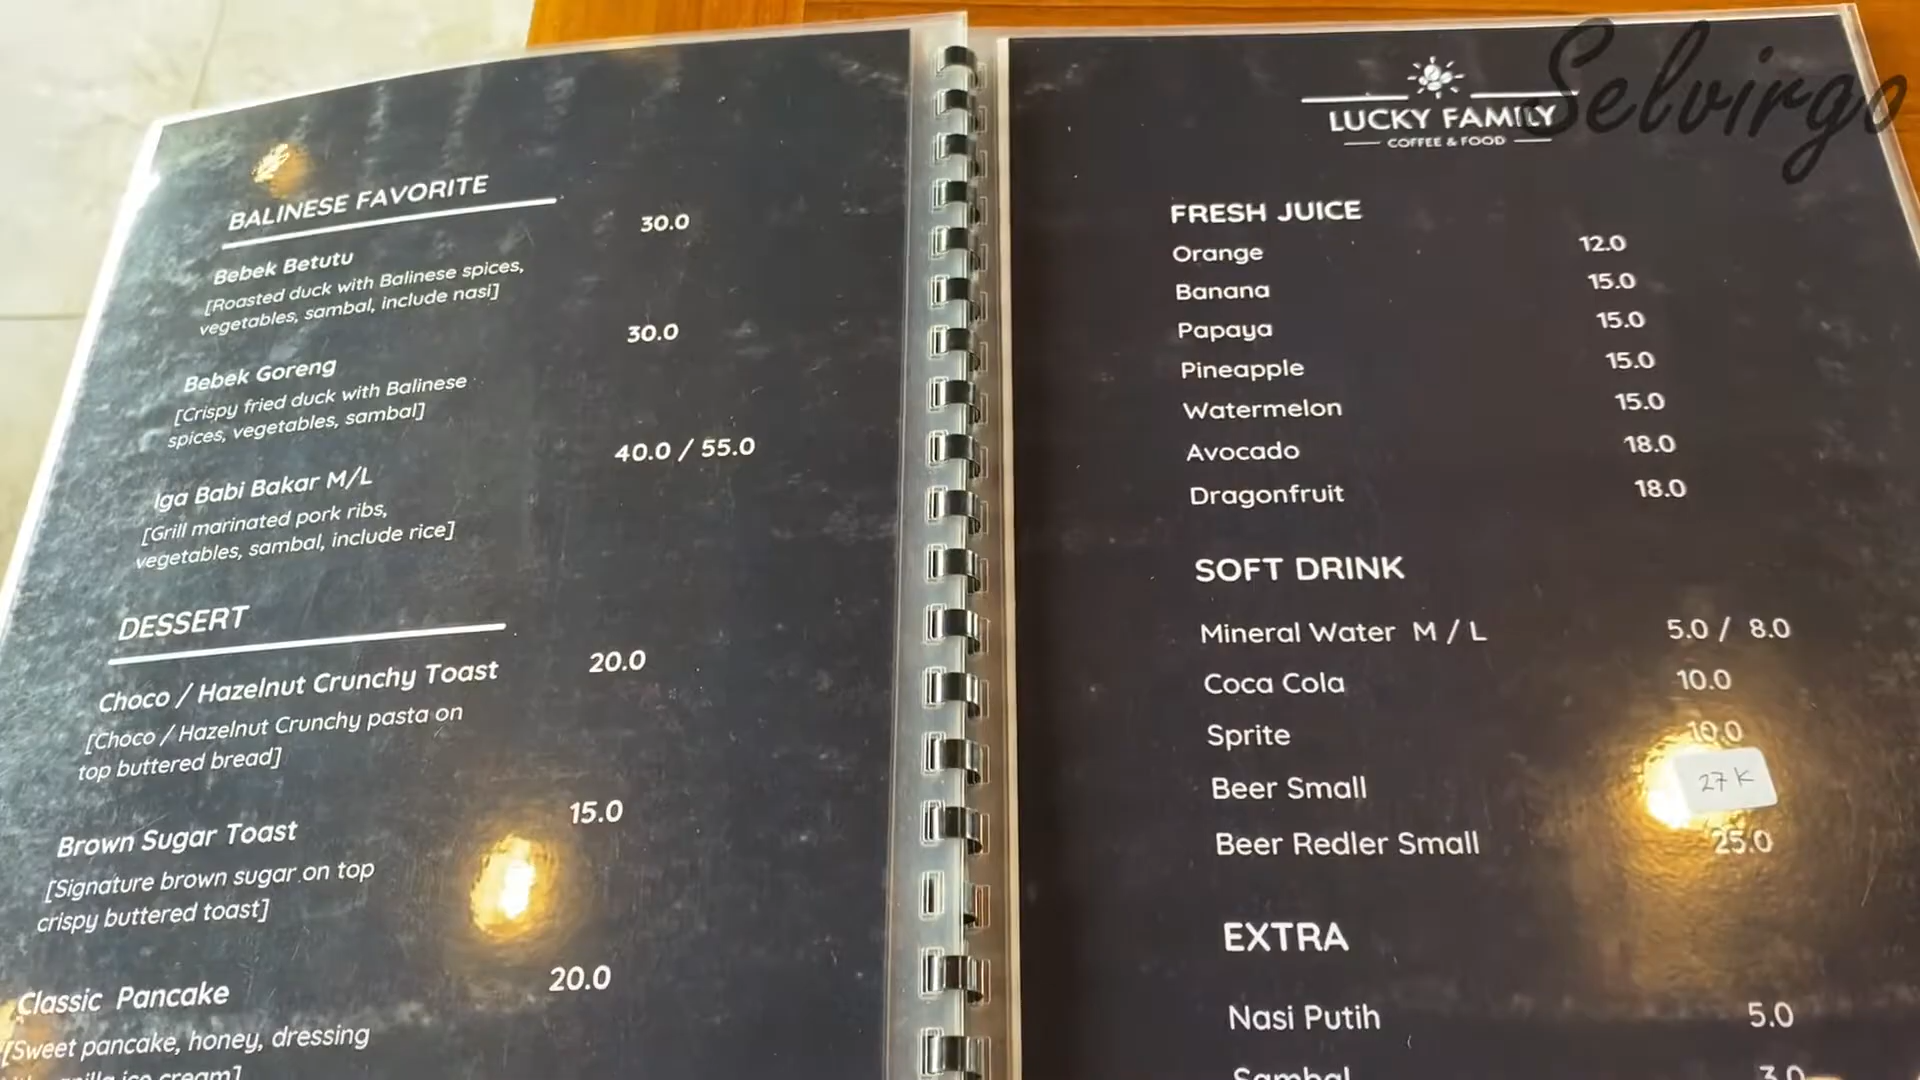 BALINESE FAVORITE
Bebek Betutu 30.0
[Roasted duck with Balinese spices,
vegetables, sambal, include nasi]
Bebek Goreng 30.0
[Crispy fried duck with Balinese
spices, vegetables, sambal]
Iga Babi Bakar M/L 40.0 / 55.0
[Grill marinated pork ribs,
vegetables, sambal, include rice]
DESSERT
Choco / Hazelnut Crunchy Toast 20.0
[Choco / Hazelnut Crunchy pasta on
top buttered bread]
Brown Sugar Toast 15.0
[Signature brown sugar on top
crispy buttered toast]
Classic Pancake 20.0
[Sweet pancake, honey, dressing
ice cream]
Selvirgo
LUCKY FAMILY
COFFEE & FOOD
FRESH JUICE
Orange 12.0
Banana 15.0
Papaya 15.0
Pineapple 15.0
Watermelon 15.0
Avocado 18.0
Dragonfruit 18.0
SOFT DRINK
Mineral Water M / L 5.0 / 8.0
Coca Cola 10.0
Sprite 10.0
Beer Small 27 K
Beer Redler Small 25.0
EXTRA
Nasi Putih 5.0
Sambal 3.0